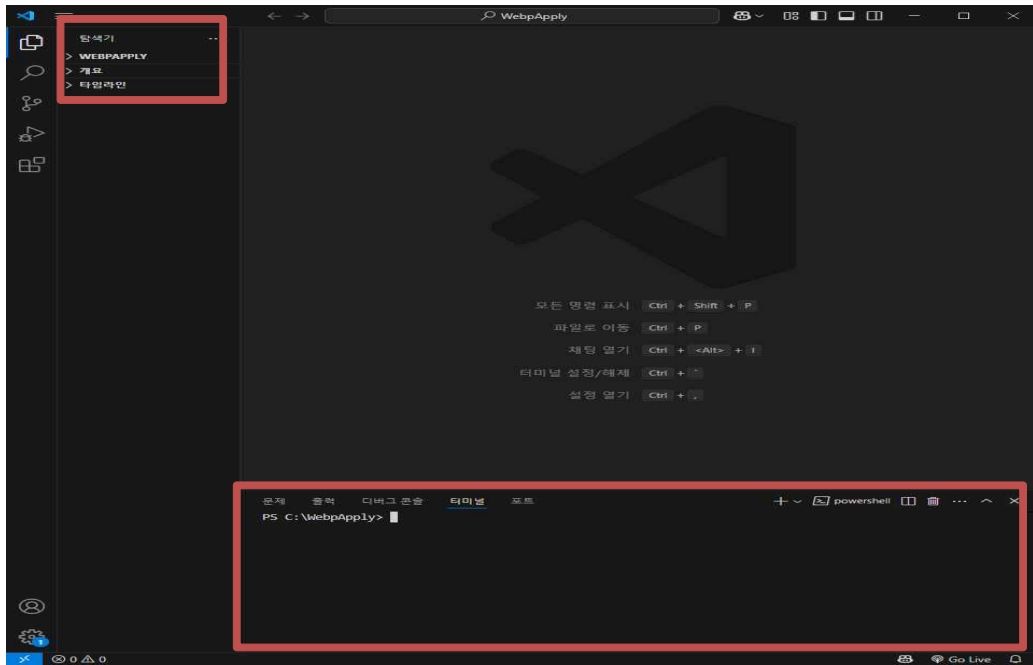 WebpApply
탐색기 ··
> WEBPAPPLY
> 개요
> 타임라인
모든 명령 표시 Ctrl + Shift + P
파일로 이동 Ctrl + P
채팅 열기 Ctrl + <Alt> + I
터미널 설정/해제 Ctrl + `
설정 열기 Ctrl + ,
문제 출력 디버그 콘솔 터미널 포트 powershell ···
PS C:\WebpApply>
1
0 0 Go Live